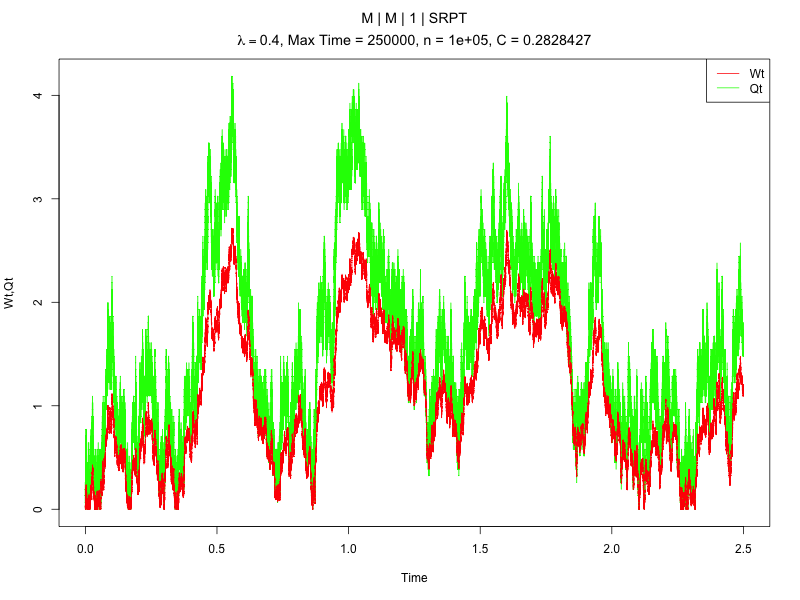 M | M | 1 | SRPT
λ = 0.4, Max Time = 250000, n = 1e+05, C = 0.2828427
Wt
Qt
4
3
2
1
0
Wt,Qt
0.0 0.5 1.0 1.5 2.0 2.5
Time